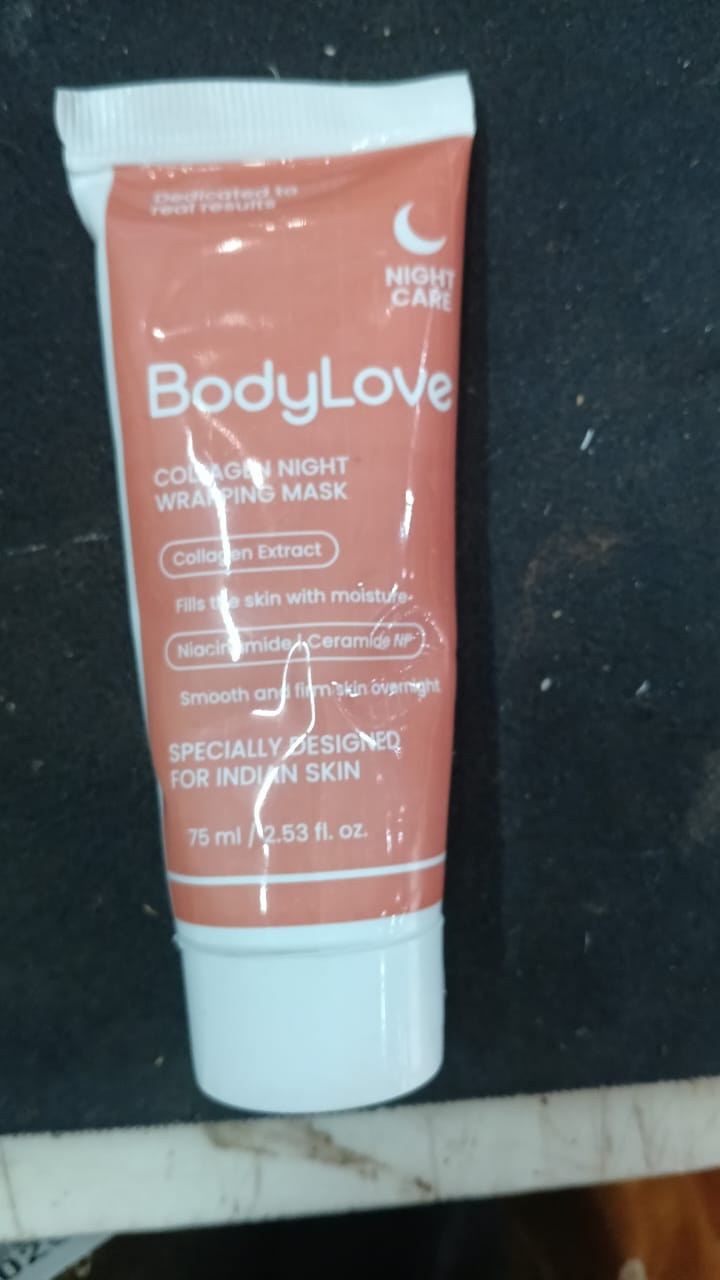 Dedicated to
real results
NIGHT
CARE
BodyLove
COLLAGEN NIGHT
WRAPPING MASK
Collagen Extract
Fills the skin with moisture
Niacinamide | Ceramide NP
Smooth and firm skin overnight
SPECIALLY DESIGNED
FOR INDIAN SKIN
75 ml / 2.53 fl. oz.